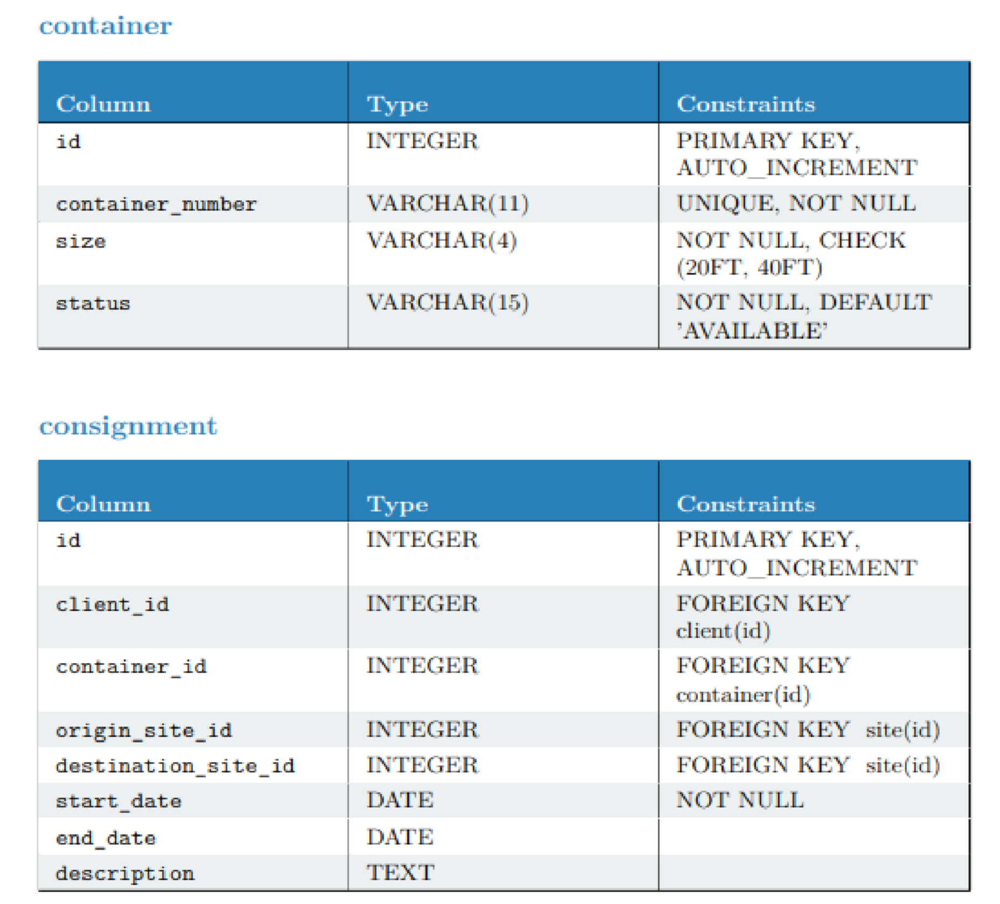 container
Column Type Constraints
id INTEGER PRIMARY KEY,
AUTO_INCREMENT
container_number VARCHAR(11) UNIQUE, NOT NULL
size VARCHAR(4) NOT NULL, CHECK
(20FT, 40FT)
status VARCHAR(15) NOT NULL, DEFAULT
’AVAILABLE’
consignment
Column Type Constraints
id INTEGER PRIMARY KEY,
AUTO_INCREMENT
client_id INTEGER FOREIGN KEY
client(id)
container_id INTEGER FOREIGN KEY
container(id)
origin_site_id INTEGER FOREIGN KEY site(id)
destination_site_id INTEGER FOREIGN KEY site(id)
start_date DATE NOT NULL
end_date DATE
description TEXT